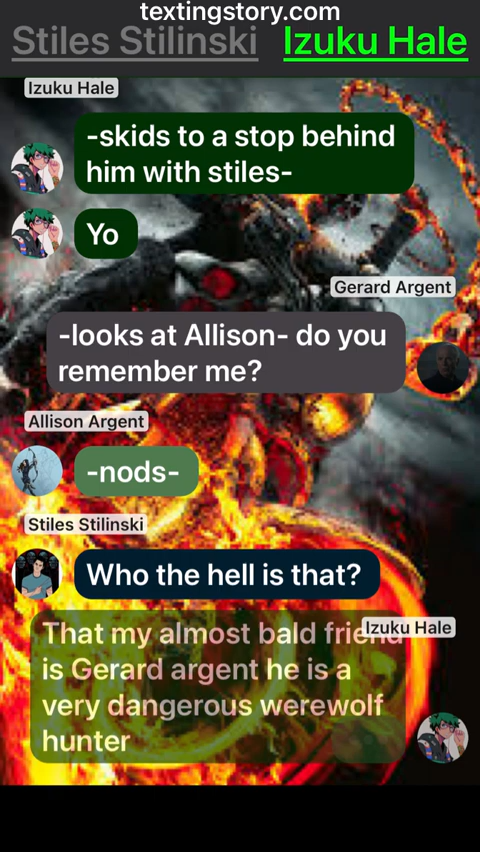 textingstory.com
Stiles Stilinski Izuku Hale
Izuku Hale
-skids to a stop behind
him with stiles-
Yo
Gerard Argent
-looks at Allison- do you
remember me?
Allison Argent
-nods-
Stiles Stilinski
Who the hell is that?
Izuku Hale
That my almost bald friend
is Gerard argent he is a
very dangerous werewolf
hunter